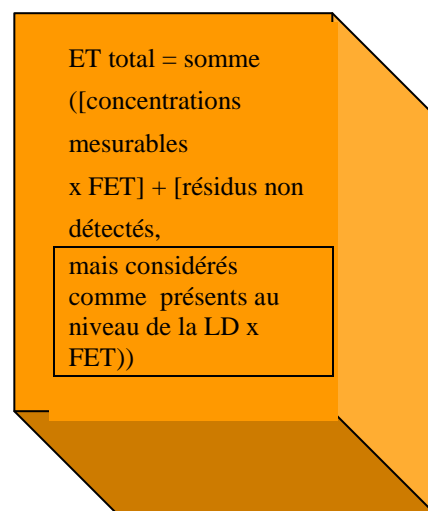 ET total = somme
([concentrations
mesurables
x FET] + [résidus non
détectés,
mais considérés
comme présents au
niveau de la LD x
FET))